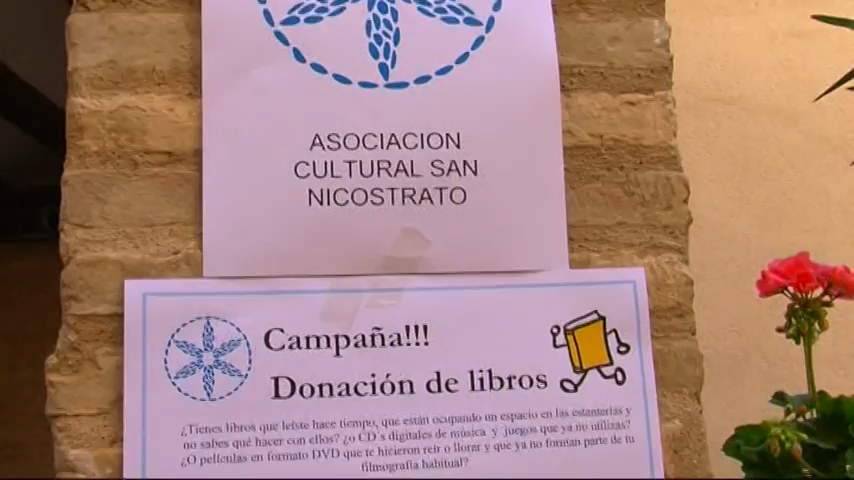 ASOCIACION
CULTURAL SAN
NICOSTRATO
Campaña!!!
Donación de libros
¿Tienes libros que leíste hace tiempo, que están ocupando un espacio en las estanterías y
no sabes qué hacer con ellos? ¿o CD´s digitales de música y juegos que ya no utilizas?
¿O películas en formato DVD que te hicieron reír o llorar y que ya no forman parte de tu
filmografía habitual?